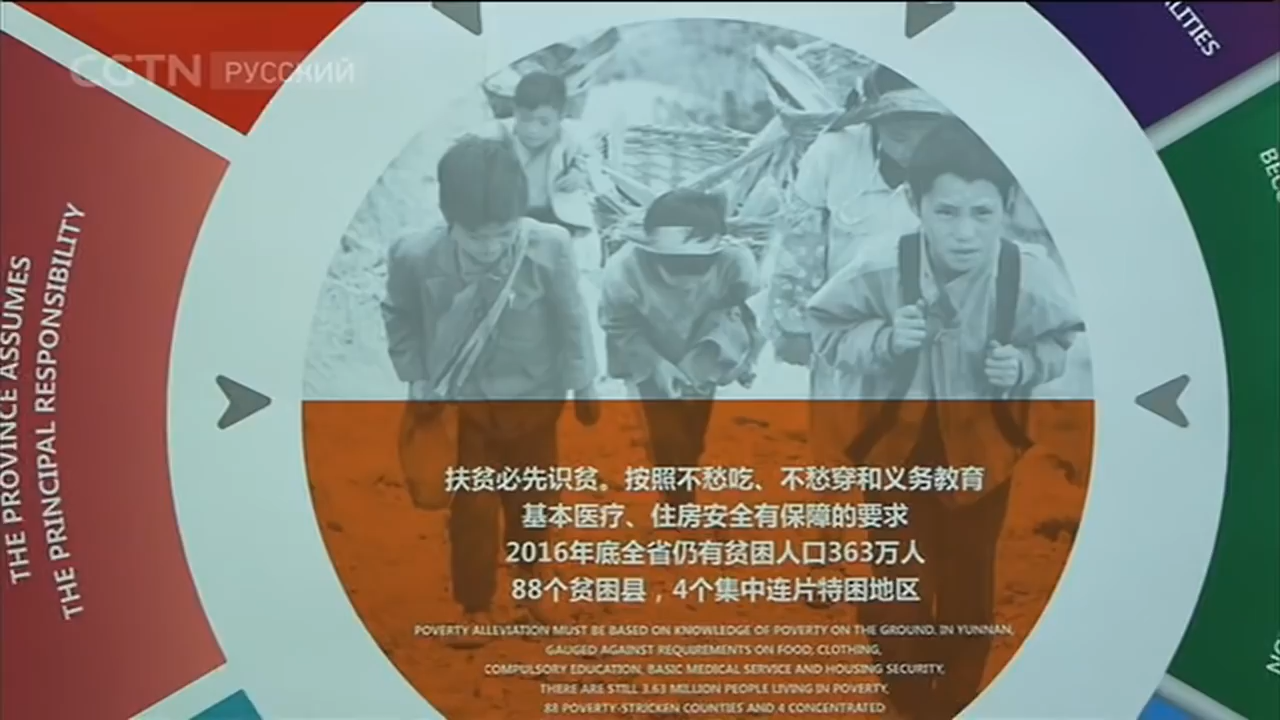 CGTN РУССКИЙ
THE PROVINCE ASSUMES
THE PRINCIPAL RESPONSIBILITY
扶贫必先识贫。按照不愁吃、不愁穿和义务教育
基本医疗、住房安全有保障的要求
2016年底全省仍有贫困人口363万人
88个贫困县，4个集中连片特困地区
POVERTY ALLEVIATION MUST BE BASED ON KNOWLEDGE OF POVERTY ON THE GROUND. IN YUNNAN,
GAUGED AGAINST REQUIREMENTS ON FOOD, CLOTHING,
COMPULSORY EDUCATION, BASIC MEDICAL SERVICE AND HOUSING SECURITY,
THERE ARE STILL 3.63 MILLION PEOPLE LIVING IN POVERTY,
88 POVERTY-STRICKEN COUNTIES AND 4 CONCENTRATED